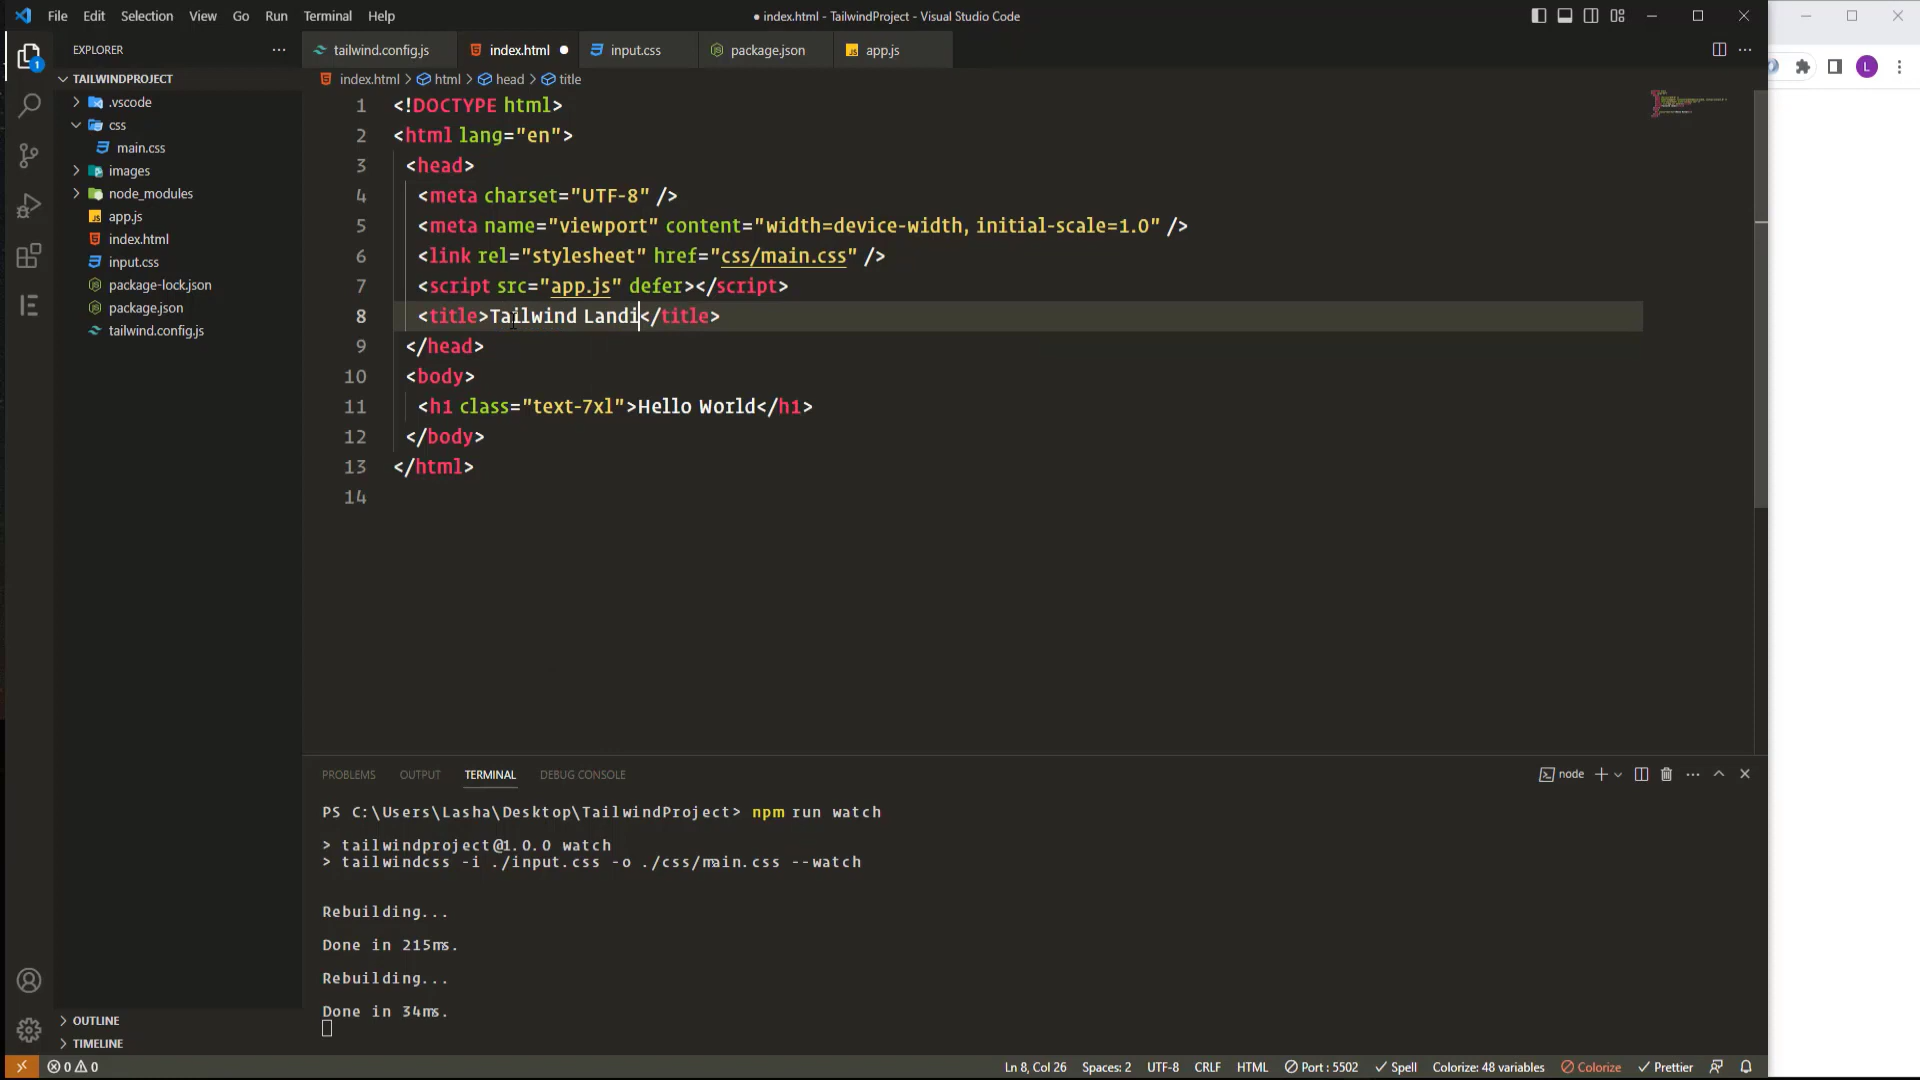 File Edit Selection View Go Run Terminal Help
● index.html - TailwindProject - Visual Studio Code
EXPLORER
tailwind.config.js index.html input.css package.json app.js
TAILWINDPROJECT
index.html > html > head > title
.vscode
css
main.css
images
node_modules
app.js
index.html
input.css
package-lock.json
package.json
tailwind.config.js
1 <!DOCTYPE html>
2 <html lang="en">
3 <head>
4 <meta charset="UTF-8" />
5 <meta name="viewport" content="width=device-width, initial-scale=1.0" />
6 <link rel="stylesheet" href="css/main.css" />
7 <script src="app.js" defer></script>
8 <title>Tailwind Landi</title>
9 </head>
10 <body>
11 <h1 class="text-7xl">Hello World</h1>
12 </body>
13 </html>
14
PROBLEMS OUTPUT TERMINAL DEBUG CONSOLE
node
PS C:\Users\Lasha\Desktop\TailwindProject> npm run watch
> tailwindproject@1.0.0 watch
> tailwindcss -i ./input.css -o ./css/main.css --watch
Rebuilding...
Done in 215ms.
Rebuilding...
Done in 34ms.
OUTLINE
TIMELINE
0 0
Ln 8, Col 26 Spaces: 2 UTF-8 CRLF HTML Port : 5502 Spell Colorize: 48 variables Colorize Prettier
1
L